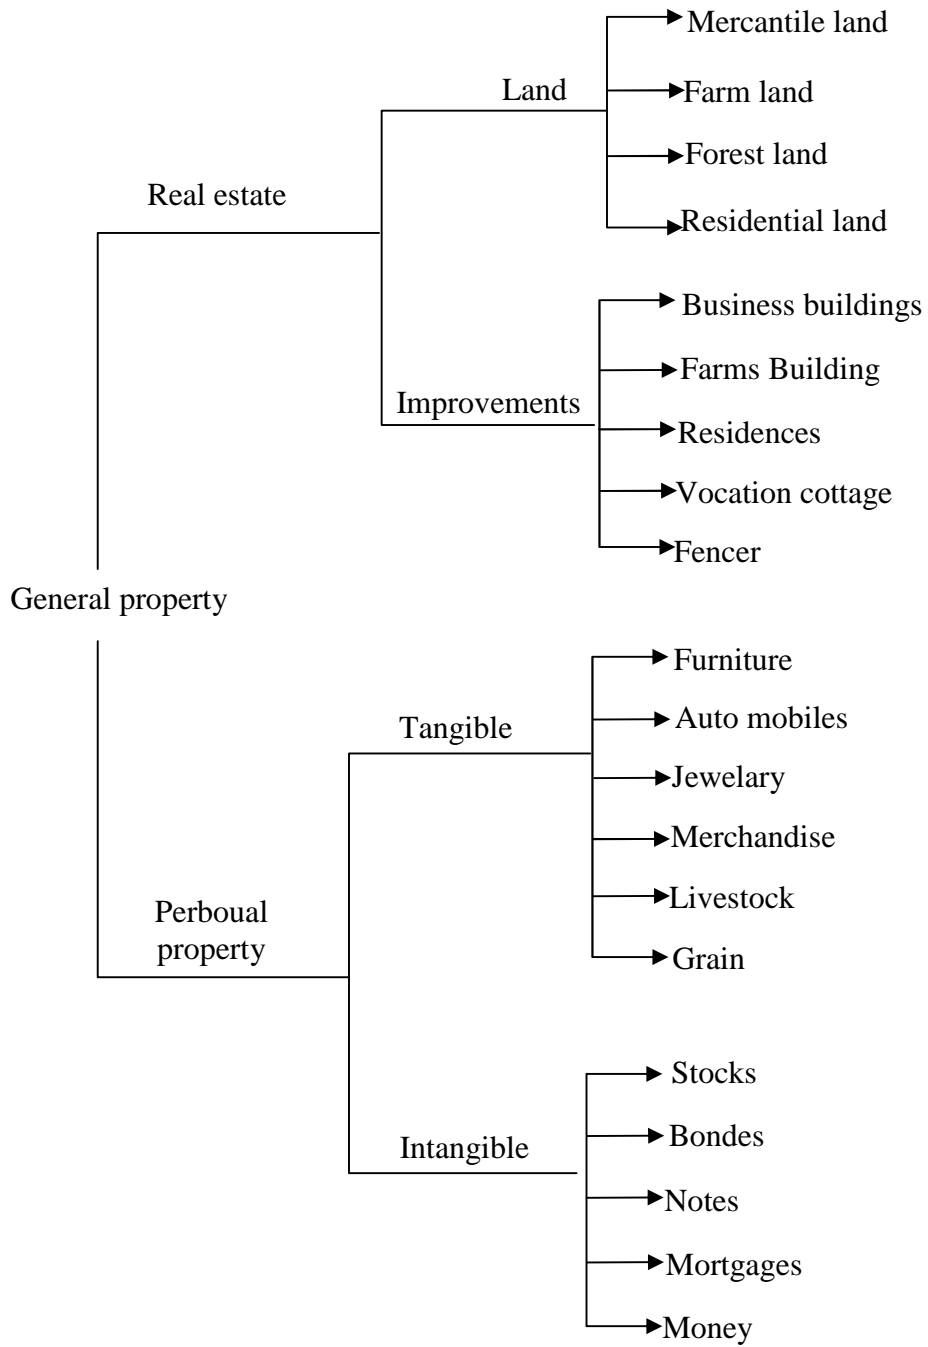 Mercantile land
Land
Farm land
Forest land
Real estate
Residential land
Business buildings
Farms Building
Improvements
Residences
Vocation cottage
Fencer
General property
Furniture
Tangible
Auto mobiles
Jewelary
Merchandise
Livestock
Perboual
property
Grain
Stocks
Intangible
Bondes
Notes
Mortgages
Money